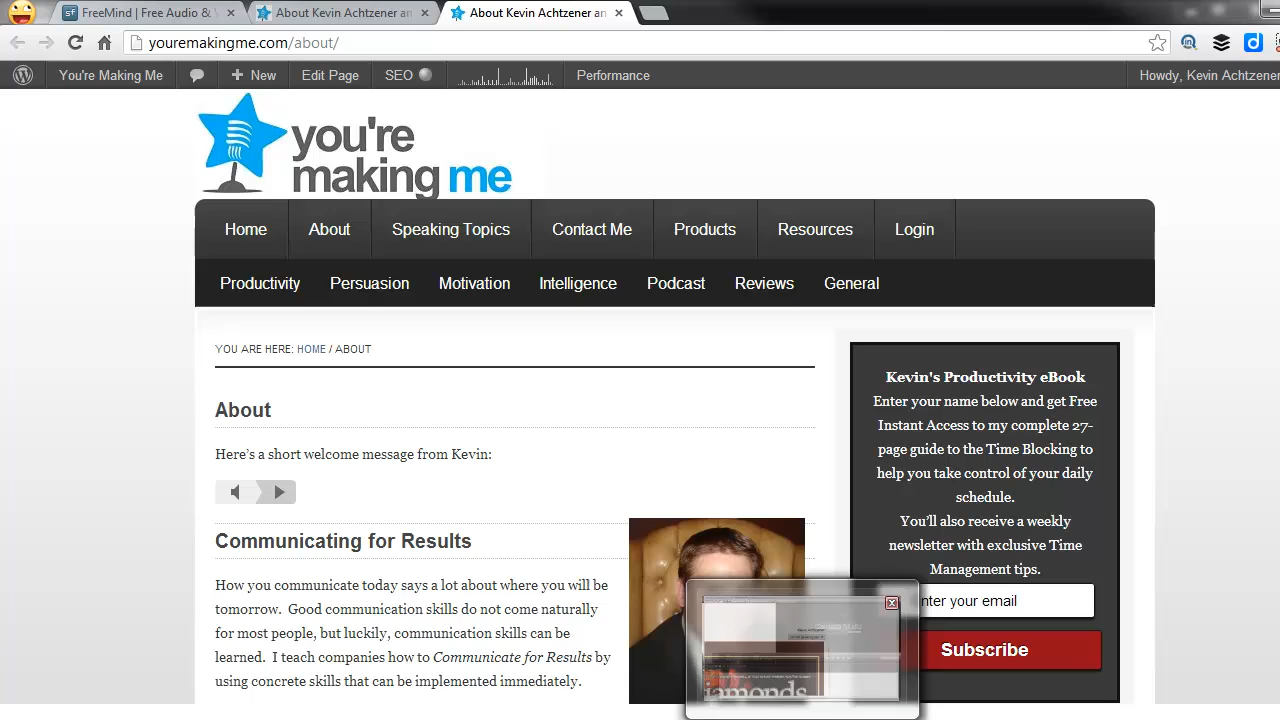 FreeMind | Free Audio &
About Kevin Achtzener an
About Kevin Achtzener an
youremakingme.com/about/
You're Making Me
New
Edit Page
SEO
Performance
Howdy, Kevin Achtzener
you're
making me
Home
About
Speaking Topics
Contact Me
Products
Resources
Login
Productivity
Persuasion
Motivation
Intelligence
Podcast
Reviews
General
YOU ARE HERE: HOME / ABOUT
About
Here's a short welcome message from Kevin:
Communicating for Results
How you communicate today says a lot about where you will be
tomorrow. Good communication skills do not come naturally
for most people, but luckily, communication skills can be
learned. I teach companies how to Communicate for Results by
using concrete skills that can be implemented immediately.
Kevin's Productivity eBook
Enter your name below and get Free
Instant Access to my complete 27-
page guide to the Time Blocking to
help you take control of your daily
schedule.
You'll also receive a weekly
newsletter with exclusive Time
Management tips.
nter your email
Subscribe
iamonds